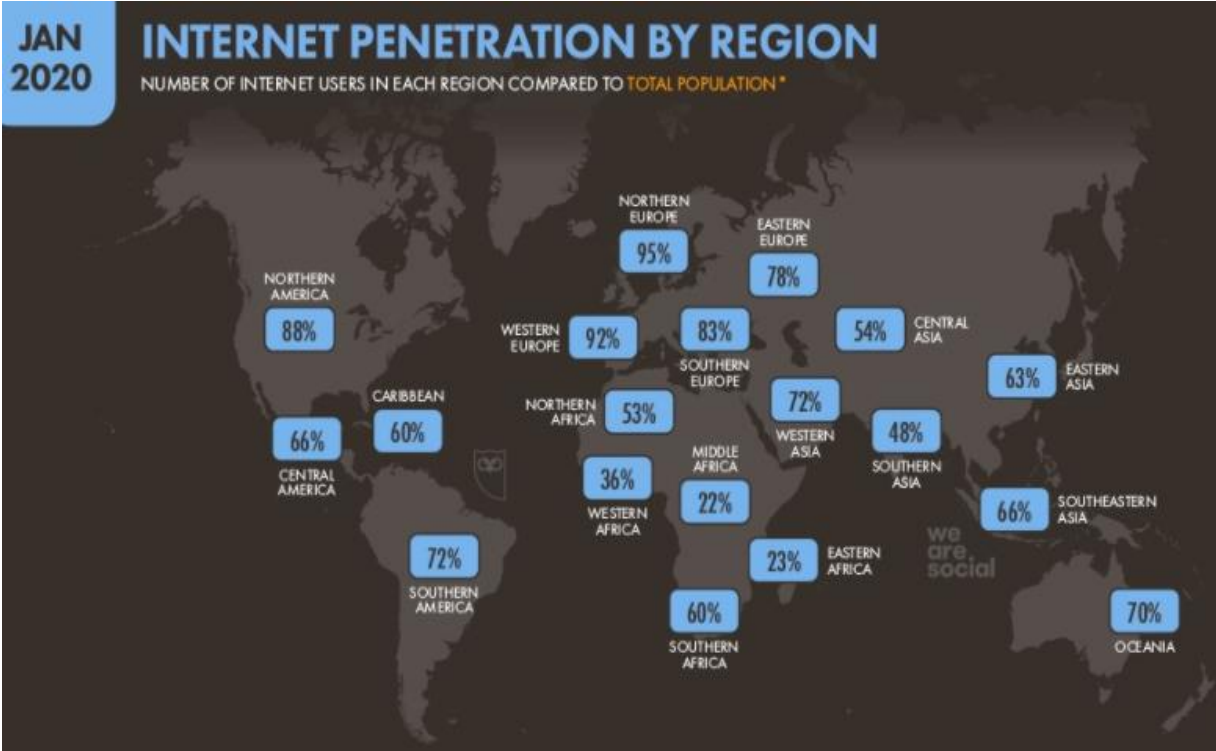 JAN
2020
INTERNET PENETRATION BY REGION
NUMBER OF INTERNET USERS IN EACH REGION COMPARED TO TOTAL POPULATION*
NORTHERN
EUROPE
95%
EASTERN
EUROPE
78%
NORTHERN
AMERICA
88%
WESTERN
EUROPE
92%
83%
SOUTHERN
EUROPE
54%
CENTRAL
ASIA
63%
EASTERN
ASIA
CARIBBEAN
60%
66%
CENTRAL
AMERICA
NORTHERN
AFRICA
53%
72%
WESTERN
ASIA
48%
SOUTHERN
ASIA
36%
WESTERN
AFRICA
MIDDLE
AFRICA
22%
66%
SOUTHEASTERN
ASIA
we
are
social
72%
SOUTHERN
AMERICA
23%
EASTERN
AFRICA
60%
SOUTHERN
AFRICA
70%
OCEANIA